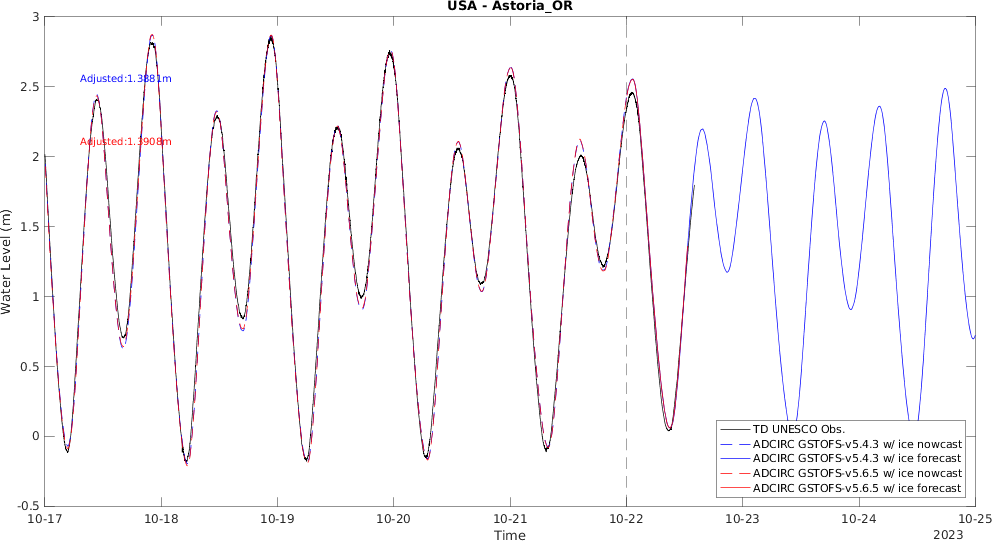 USA - Astoria_OR
3
2.5
2
1.5
1
0.5
0
-0.5
Water Level (m)
Adjusted:1.3881m
Adjusted:1.3908m
TD UNESCO Obs.
ADCIRC GSTOFS-v5.4.3 w/ ice nowcast
ADCIRC GSTOFS-v5.4.3 w/ ice forecast
ADCIRC GSTOFS-v5.6.5 w/ ice nowcast
ADCIRC GSTOFS-v5.6.5 w/ ice forecast
10-17 10-18 10-19 10-20 10-21 10-22 10-23 10-24 10-25
Time
2023